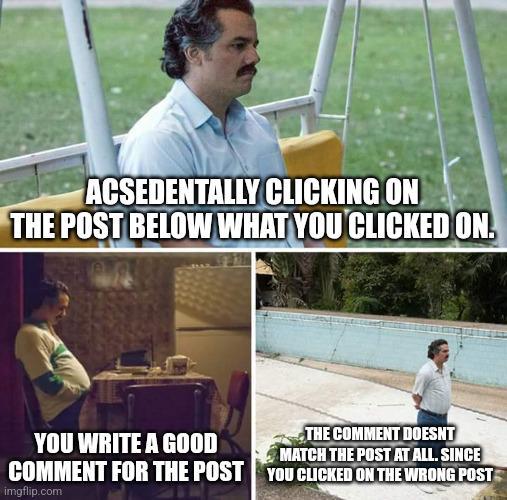 ACSEDENTALLY CLICKING ON
THE POST BELOW WHAT YOU CLICKED ON.
YOU WRITE A GOOD
COMMENT FOR THE POST
THE COMMENT DOESNT
MATCH THE POST AT ALL. SINCE
YOU CLICKED ON THE WRONG POST
imgflip.com